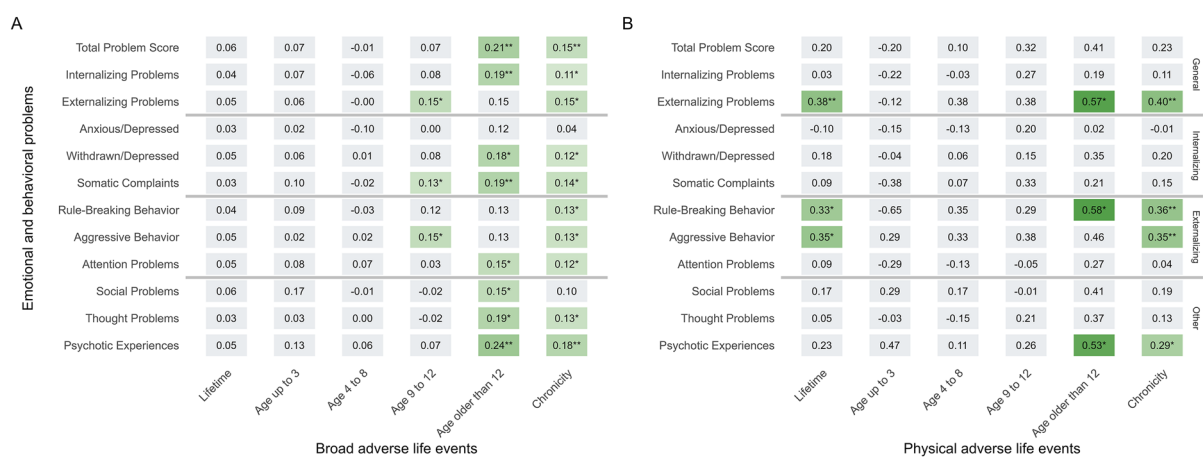 A
Emotional and behavioral problems
Total Problem Score 0.06 0.07 -0.01 0.07 0.21** 0.15**
Internalizing Problems 0.04 0.07 -0.06 0.08 0.19** 0.11*
Externalizing Problems 0.05 0.06 -0.00 0.15* 0.15 0.15*
Anxious/Depressed 0.03 0.02 -0.10 0.00 0.12 0.04
Withdrawn/Depressed 0.05 0.06 0.01 0.08 0.18* 0.12*
Somatic Complaints 0.03 0.10 -0.02 0.13* 0.19** 0.14*
Rule-Breaking Behavior 0.04 0.09 -0.03 0.12 0.13 0.13*
Aggressive Behavior 0.05 0.02 0.02 0.15* 0.13 0.13*
Attention Problems 0.05 0.08 0.07 0.03 0.15* 0.12*
Social Problems 0.06 0.17 -0.01 -0.02 0.15* 0.10
Thought Problems 0.03 0.03 0.00 -0.02 0.19* 0.13*
Psychotic Experiences 0.05 0.13 0.06 0.07 0.24** 0.18**
Lifetime Age up to 3 Age 4 to 8 Age 9 to 12 Age older than 12 Chronicity
Broad adverse life events
B
Total Problem Score 0.20 -0.20 0.10 0.32 0.41 0.23
Internalizing Problems 0.03 -0.22 -0.03 0.27 0.19 0.11
Externalizing Problems 0.38** -0.12 0.38 0.38 0.57* 0.40**
Anxious/Depressed -0.10 -0.15 -0.13 0.20 0.02 -0.01
Withdrawn/Depressed 0.18 -0.04 0.06 0.15 0.35 0.20
Somatic Complaints 0.09 -0.38 0.07 0.33 0.21 0.15
Rule-Breaking Behavior 0.33* -0.65 0.35 0.29 0.58* 0.36**
Aggressive Behavior 0.35* 0.29 0.33 0.38 0.46 0.35**
Attention Problems 0.09 -0.29 -0.13 -0.05 0.27 0.04
Social Problems 0.17 0.29 0.17 -0.01 0.41 0.19
Thought Problems 0.05 -0.03 -0.15 0.21 0.37 0.13
Psychotic Experiences 0.23 0.47 0.11 0.26 0.53* 0.29*
General
Internalizing
Externalizing
Other
Lifetime Age up to 3 Age 4 to 8 Age 9 to 12 Age older than 12 Chronicity
Physical adverse life events